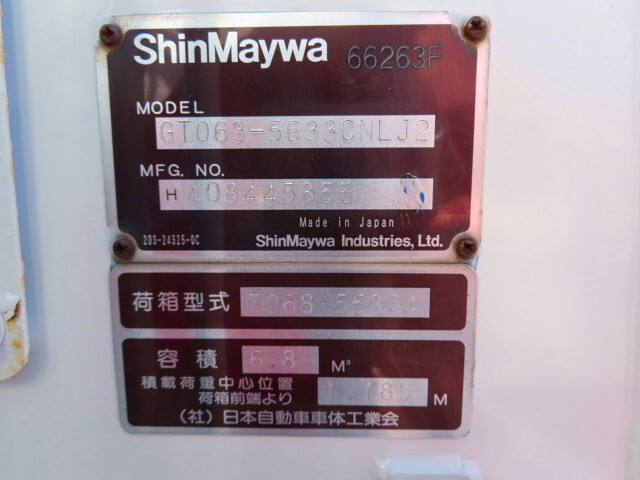 ShinMaywa 66263F
MODEL
GT063-5633CNLJ2
MFG. NO.
H
Made in Japan
203-24325-0C ShinMaywa Industries, Ltd.
荷箱型式
容積 6.8 M³
積載荷重中心位置
荷箱前端より M
(社) 日本自動車車体工業会